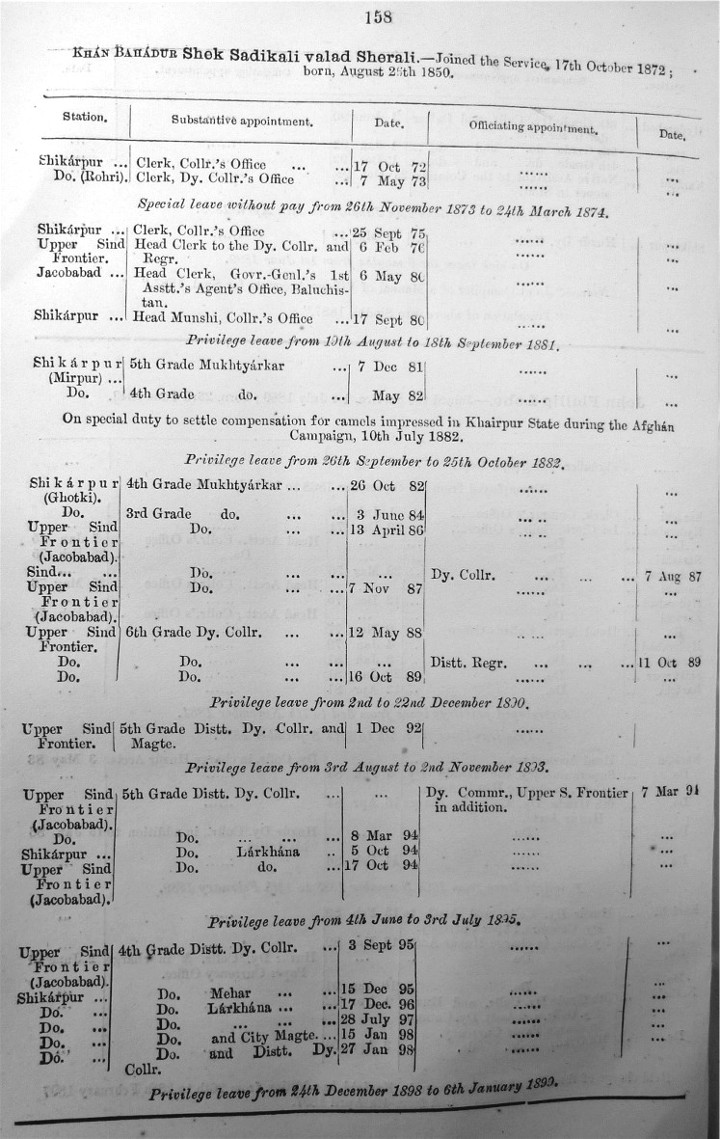 158
KHÁN BAHÁDUR Shek Sadikali valad Sherali.—Joined the Service, 17th October 1872;
born, August 2 th 1850.
Station. Substantive appointment. Date. Officiating appointment. Date.
Shikárpur ... Clerk, Collr.'s Office ... ... 17 Oct 72 ...... ...
Do. (Rohri). Clerk, Dy. Collr.'s Office ... 7 May 73 ...... ...
Special leave without pay from 26th November 1873 to 24th March 1874.
Shikárpur ... Clerk, Collr.'s Office ... 25 Sept 75 ...... ...
Upper Sind Head Clerk to the Dy. Collr. and 6 Feb 76 ...... ...
Frontier. Regr.
Jacobabad ... Head Clerk, Govr.-Genl.'s 1st 6 May 80 ...... ...
Asstt.'s Agent's Office, Baluchis-
tan.
Shikárpur ... Head Munshi, Collr.'s Office ... 17 Sept 80 ...... ...
Privilege leave from 19th August to 18th September 1881.
Shikárpur 5th Grade Mukhtyárkar ... 7 Dec 81 ...... ...
(Mirpur) ...
Do. 4th Grade do. ... May 82 ...... ...
On special duty to settle compensation for camels impressed in Khairpur State during the Afghán
Campaign, 10th July 1882.
Privilege leave from 26th September to 25th October 1882.
Shikárpur 4th Grade Mukhtyárkar ... ... 26 Oct 82 ...... ...
(Ghotki).
Do. 3rd Grade do. ... ... 3 June 84 ...... ...
Upper Sind Do. ... ... 13 April 86 ...... ...
Frontier
(Jacobabad).
Sind... ... Do. ... ... ... Dy. Collr. ... ... ... 7 Aug 87
Upper Sind Do. ... ... 7 Nov 87 ...... ...
Frontier
(Jacobabad).
Upper Sind 6th Grade Dy. Collr. ... ... 12 May 88 ...... ...
Frontier.
Do. Do. ... ... ... Distt. Regr. ... ... ... 11 Oct 89
Do. Do. ... ... 16 Oct 89 ...... ...
Privilege leave from 2nd to 22nd December 1890.
Upper Sind 5th Grade Distt. Dy. Collr. and 1 Dec 92 ......
Frontier. Magte.
Privilege leave from 3rd August to 2nd November 1893.
Upper Sind 5th Grade Distt. Dy. Collr. ... ... Dy. Commr., Upper S. Frontier 7 Mar 94
Frontier in addition.
(Jacobabad).
Do. Do. ... ... ... 8 Mar 94 ...... ...
Shikárpur ... Do. Lárkhána .. 5 Oct 94 ...... ...
Upper Sind Do. do. ... 17 Oct 94 ...... ...
Frontier
(Jacobabad).
Privilege leave from 4th June to 3rd July 1895.
Upper Sind 4th Grade Distt. Dy. Collr. ... 3 Sept 95 ...... ...
Frontier
(Jacobabad).
Shikárpur ... Do. Mehar ... ... 15 Dec 95 ...... ...
Do. ... Do. Lárkhána ... ... 17 Dec. 96 ...... ...
Do. ... Do. ... ... ... 28 July 97 ...... ...
Do. ... Do. and City Magte. ... 15 Jan 98 ...... ...
Do. ... Do. and Distt. Dy. 27 Jan 98 ...... ...
Collr.
Privilege leave from 24th December 1898 to 6th January 1899.